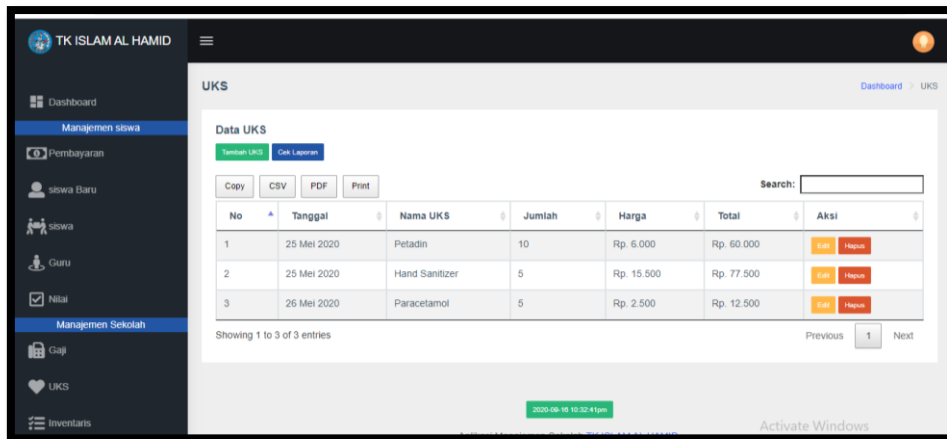 TK ISLAM AL HAMID
UKS
Dashboard > UKS
Dashboard
Manajemen siswa
Pembayaran
siswa Baru
siswa
Guru
Nilai
Manajemen Sekolah
Gaji
UKS
Inventaris
Data UKS
Tambah UKS Cek Laporan
Copy CSV PDF Print Search:
No Tanggal Nama UKS Jumlah Harga Total Aksi
1 25 Mei 2020 Petadin 10 Rp. 6.000 Rp. 60.000 Edit Hapus
2 25 Mei 2020 Hand Sanitizer 5 Rp. 15.500 Rp. 77.500 Edit Hapus
3 26 Mei 2020 Paracetamol 5 Rp. 2.500 Rp. 12.500 Edit Hapus
Showing 1 to 3 of 3 entries Previous 1 Next
2020-08-16 10:32:41pm
Activate Windows